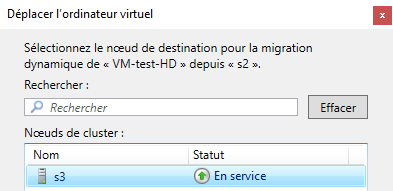 Déplacer l'ordinateur virtuel
x
Sélectionnez le nœud de destination pour la migration
dynamique de « VM-test-HD » depuis « s2 ».
Rechercher :
Rechercher
Effacer
Nœuds de cluster :
Nom Statut
s3 En service